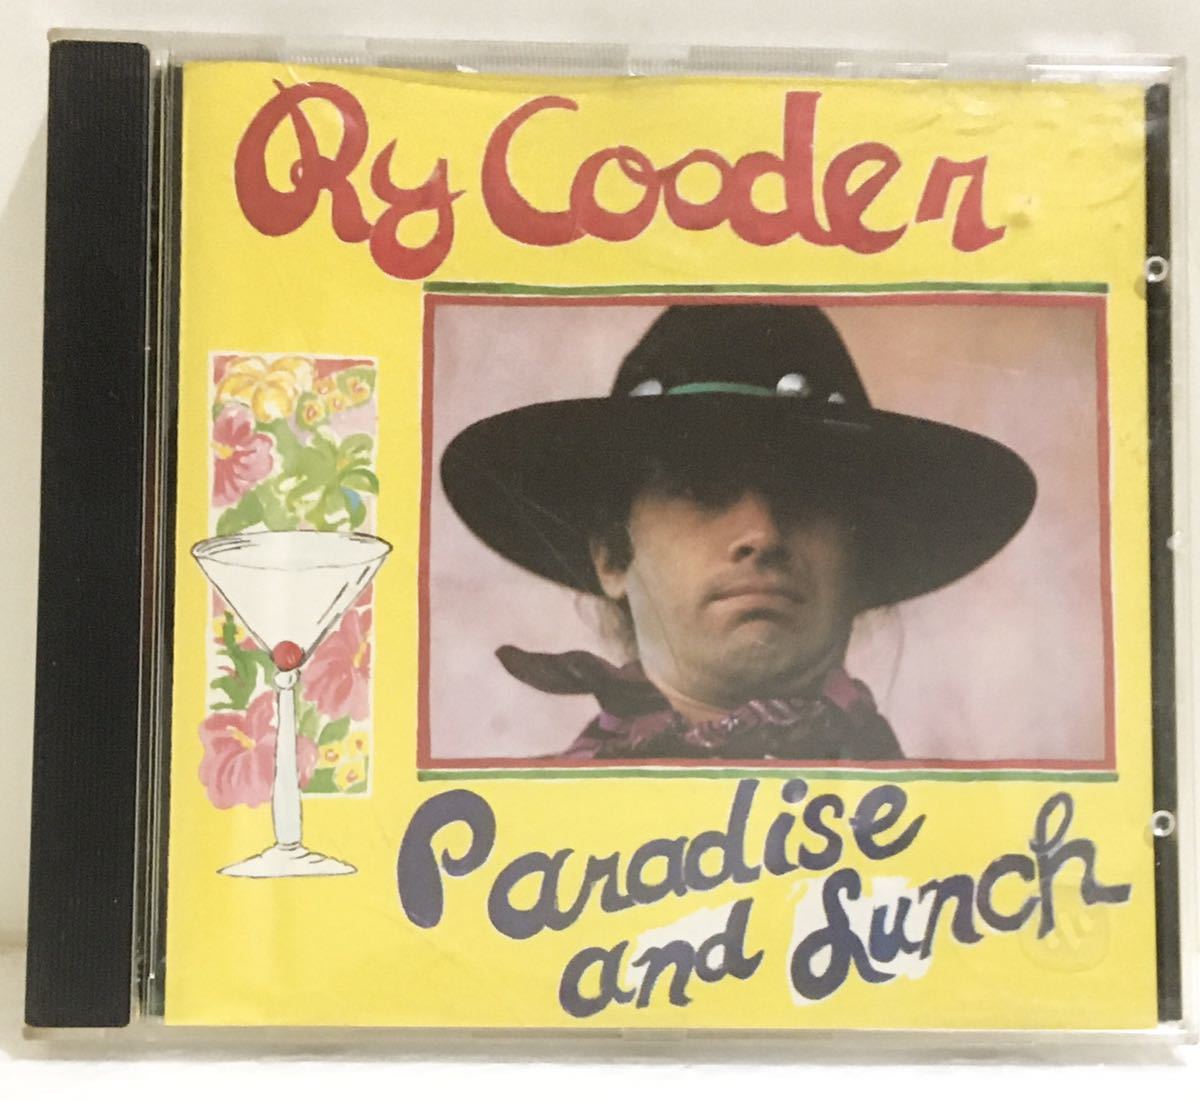 Ry Cooder
Paradise
and Lunch